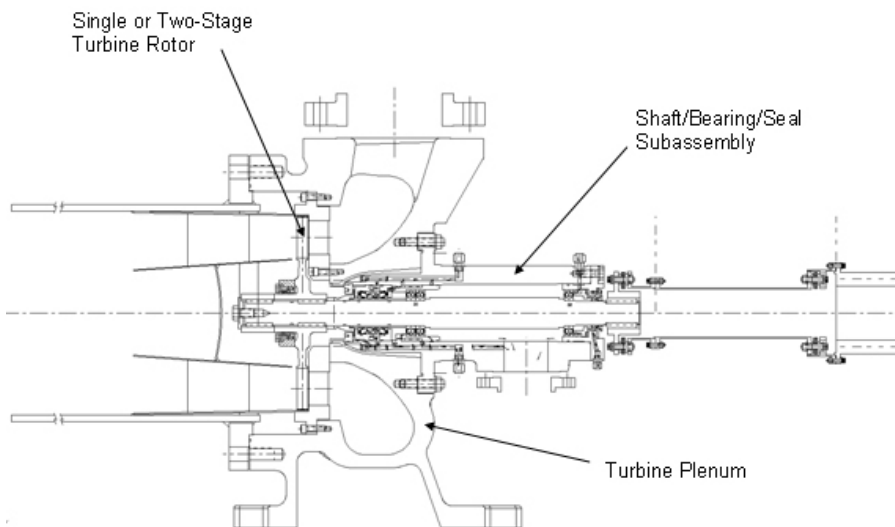 Single or Two-Stage
Turbine Rotor
Shaft/Bearing/Seal
Subassembly
Turbine Plenum